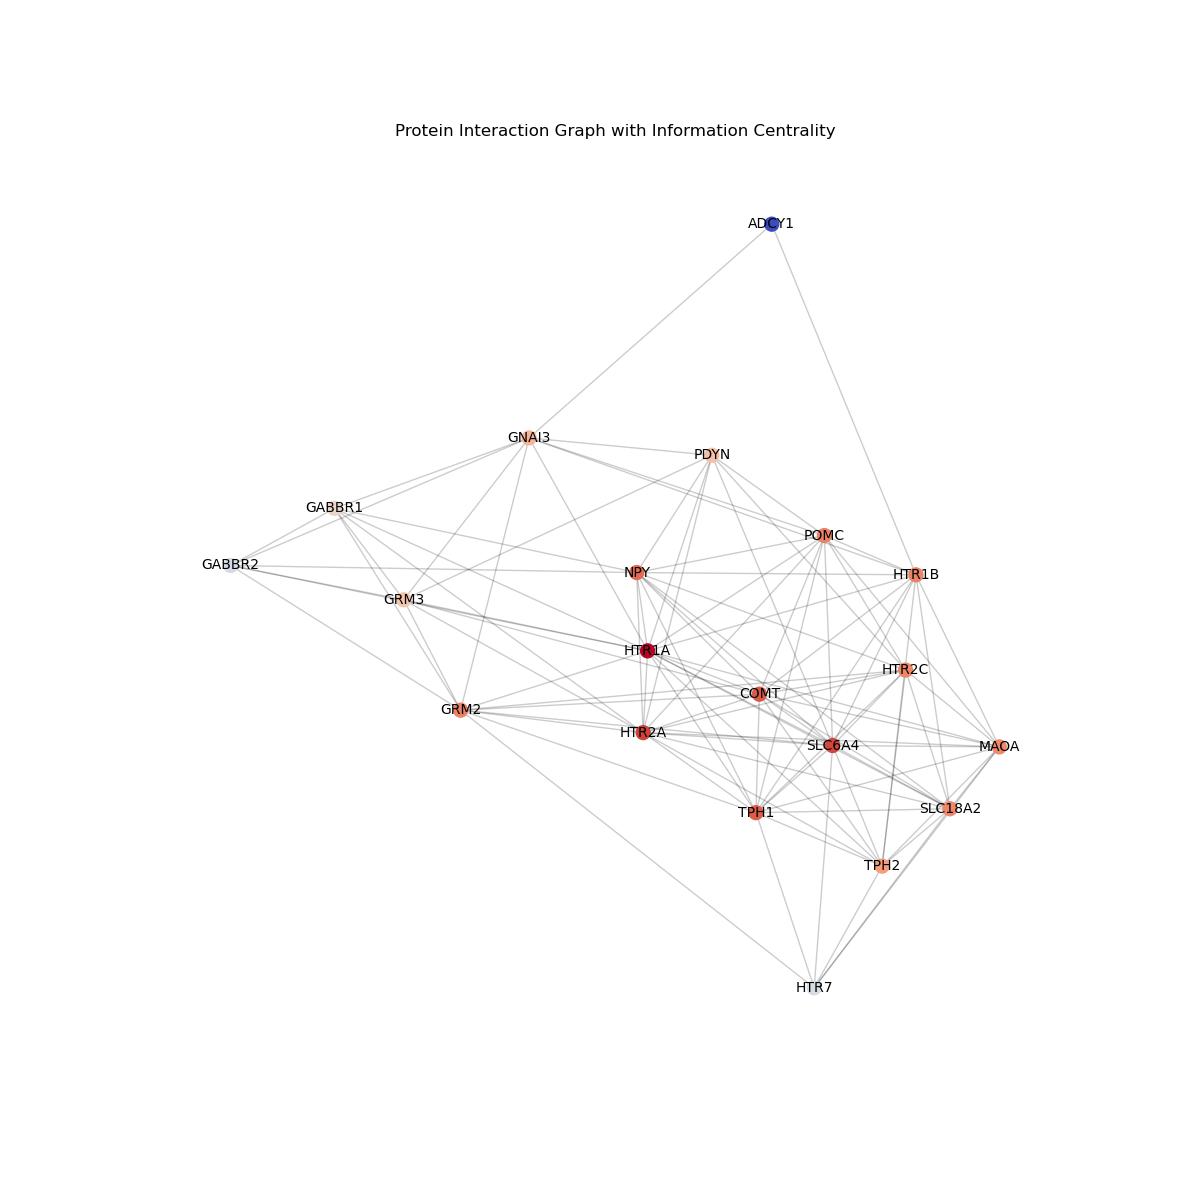 Protein Interaction Graph with Information Centrality
ADCY1
GNAI3
PDYN
GABBR1
POMC
GABBR2
NPY
HTR1B
GRM3
HTR1A
HTR2C
COMT
GRM2
HTR2A
SLC6A4
MAOA
TPH1
SLC18A2
TPH2
HTR7